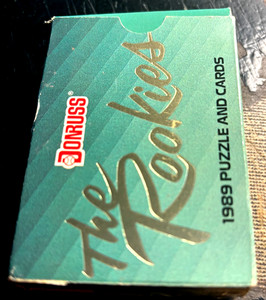 DONRUSS
The
Rookies
1989 PUZZLE AND CARDS